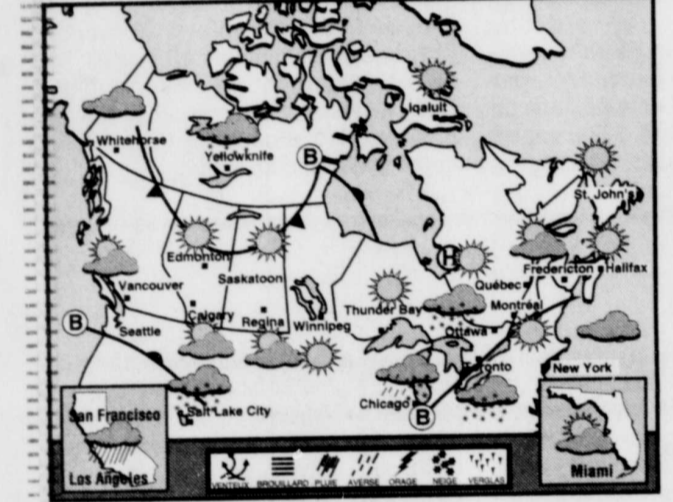 Iqaluit
Whitehorse
Yellowknife
B
St. John's
Edmonton
H
Fredericton
Halifax
Saskatoon
Québec
Vancouver
Calgary
Regina
Winnipeg
Thunder Bay
Montréal
B
Seattle
Ottawa
Toronto
New York
San Francisco
Salt Lake City
Chicago
B
Los Angeles
Miami
VENTEUX BROUILLARD PLUIE AVERSE ORAGE NEIGE VERGLAS